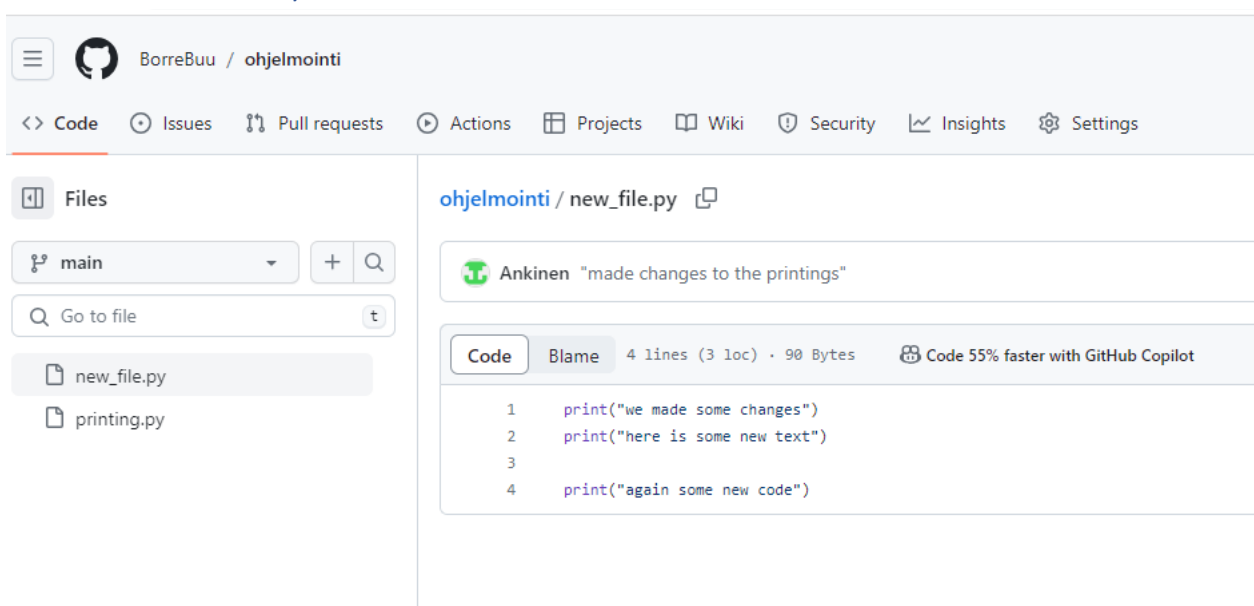 BorreBuu / ohjelmointi
Code Issues Pull requests Actions Projects Wiki Security Insights Settings
Files
main
Go to file t
new_file.py
printing.py
ohjelmointi / new_file.py
Ankinen "made changes to the printings"
Code Blame 4 lines (3 loc) · 90 Bytes Code 55% faster with GitHub Copilot
1 print("we made some changes")
2 print("here is some new text")
3
4 print("again some new code")